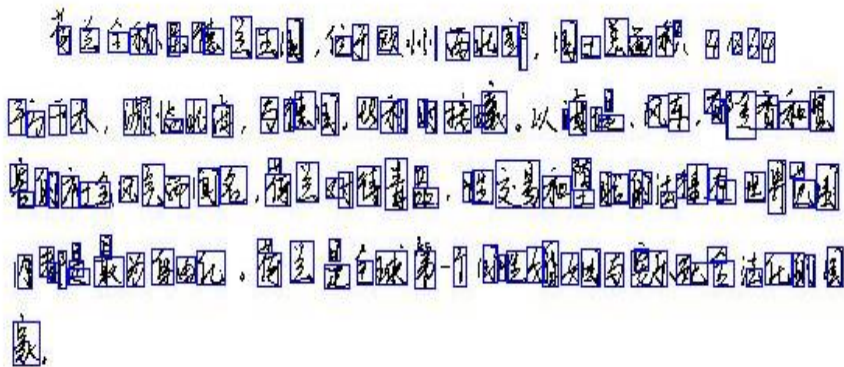 荷兰全称尼德兰王国,位于欧洲西北部,国土总面积 41864
平方千米,濒临北海,与德国、比利时接壤。以海堤、风车、郁金香和宽
容的社会风气而闻名,荷兰对待毒品,性交易和堕胎的法律在世界范围
内都是最为自由化。荷兰是全球第一个同性婚姻与安乐死合法化的国
家。